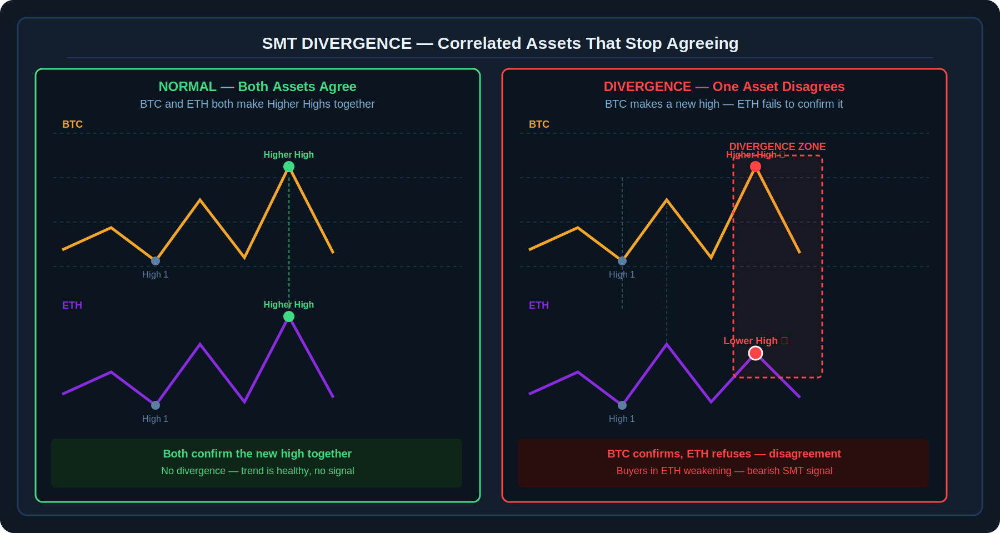 SMT DIVERGENCE — Correlated Assets That Stop Agreeing
NORMAL — Both Assets Agree
BTC and ETH both make Higher Highs together
BTC
Higher High
High 1
ETH
Higher High
High 1
Both confirm the new high together
No divergence — trend is healthy, no signal
DIVERGENCE — One Asset Disagrees
BTC makes a new high — ETH fails to confirm it
BTC
DIVERGENCE ZONE
Higher High
High 1
ETH
Lower High
High 1
BTC confirms, ETH refuses — disagreement
Buyers in ETH weakening — bearish SMT signal